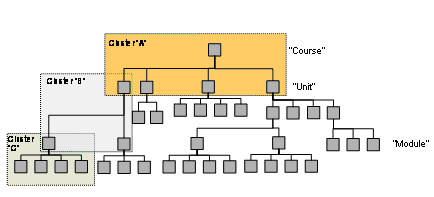 Cluster "A"
"Course"
Cluster "B"
"Unit"
Cluster
"C"
"Module"